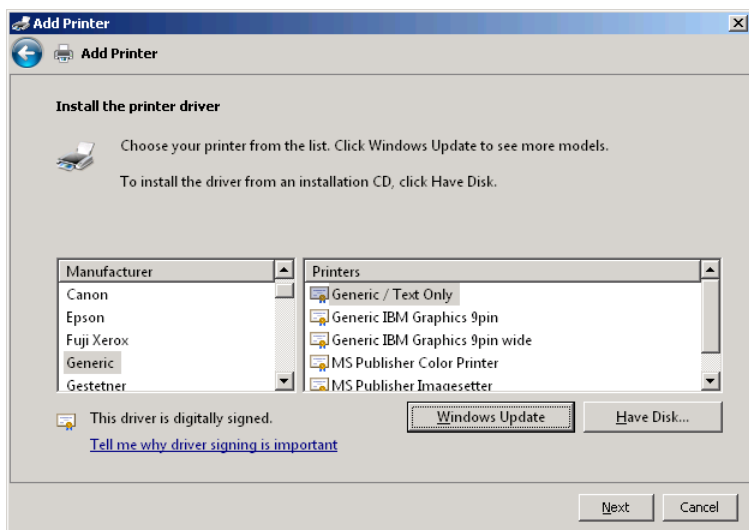 Add Printer
Add Printer
Install the printer driver
Choose your printer from the list. Click Windows Update to see more models.
To install the driver from an installation CD, click Have Disk.
Manufacturer
Canon
Epson
Fuji Xerox
Generic
Gestetner
Printers
Generic / Text Only
Generic IBM Graphics 9pin
Generic IBM Graphics 9pin wide
MS Publisher Color Printer
MS Publisher Imagesetter
This driver is digitally signed.
Tell me why driver signing is important
Windows Update
Have Disk...
Next
Cancel